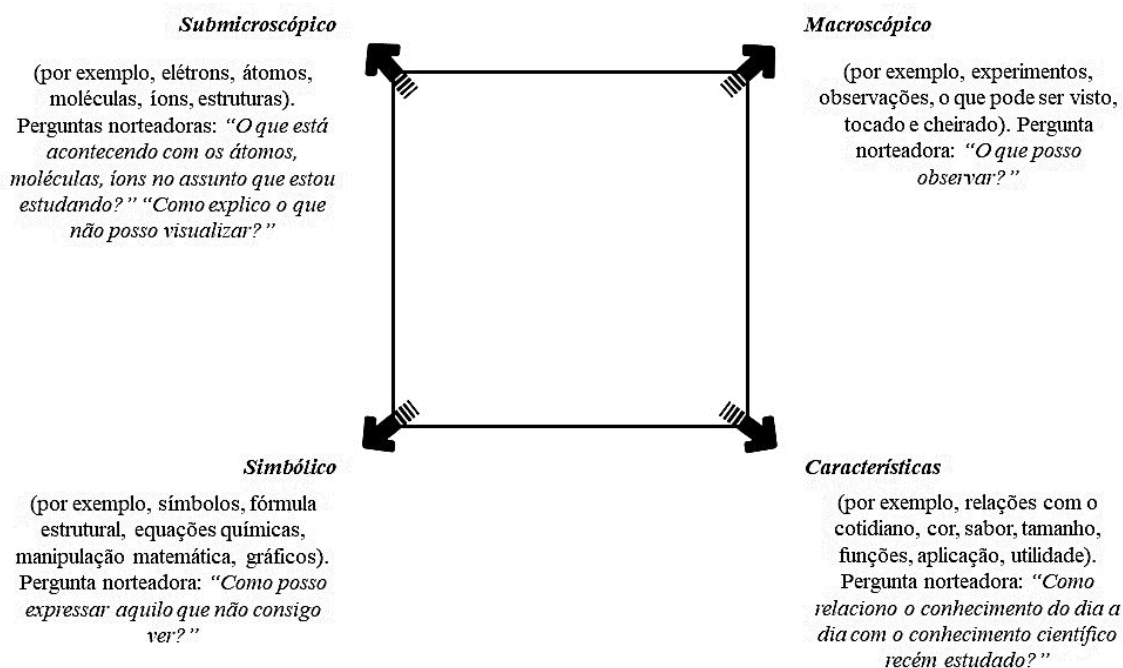 Submicroscópico
(por exemplo, elétrons, átomos,
moléculas, íons, estruturas).
Perguntas norteadoras: “O que está
acontecendo com os átomos,
moléculas, íons no assunto que estou
estudando?” “Como explico o que
não posso visualizar?”
Macroscópico
(por exemplo, experimentos,
observações, o que pode ser visto,
tocado e cheirado). Pergunta
norteadora: “O que posso
observar?”
Simbólico
(por exemplo, símbolos, fórmula
estrutural, equações químicas,
manipulação matemática, gráficos).
Pergunta norteadora: “Como posso
expressar aquilo que não consigo
ver?”
Características
(por exemplo, relações com o
cotidiano, cor, sabor, tamanho,
funções, aplicação, utilidade).
Pergunta norteadora: “Como
relaciono o conhecimento do dia a
dia com o conhecimento científico
recém estudado?”